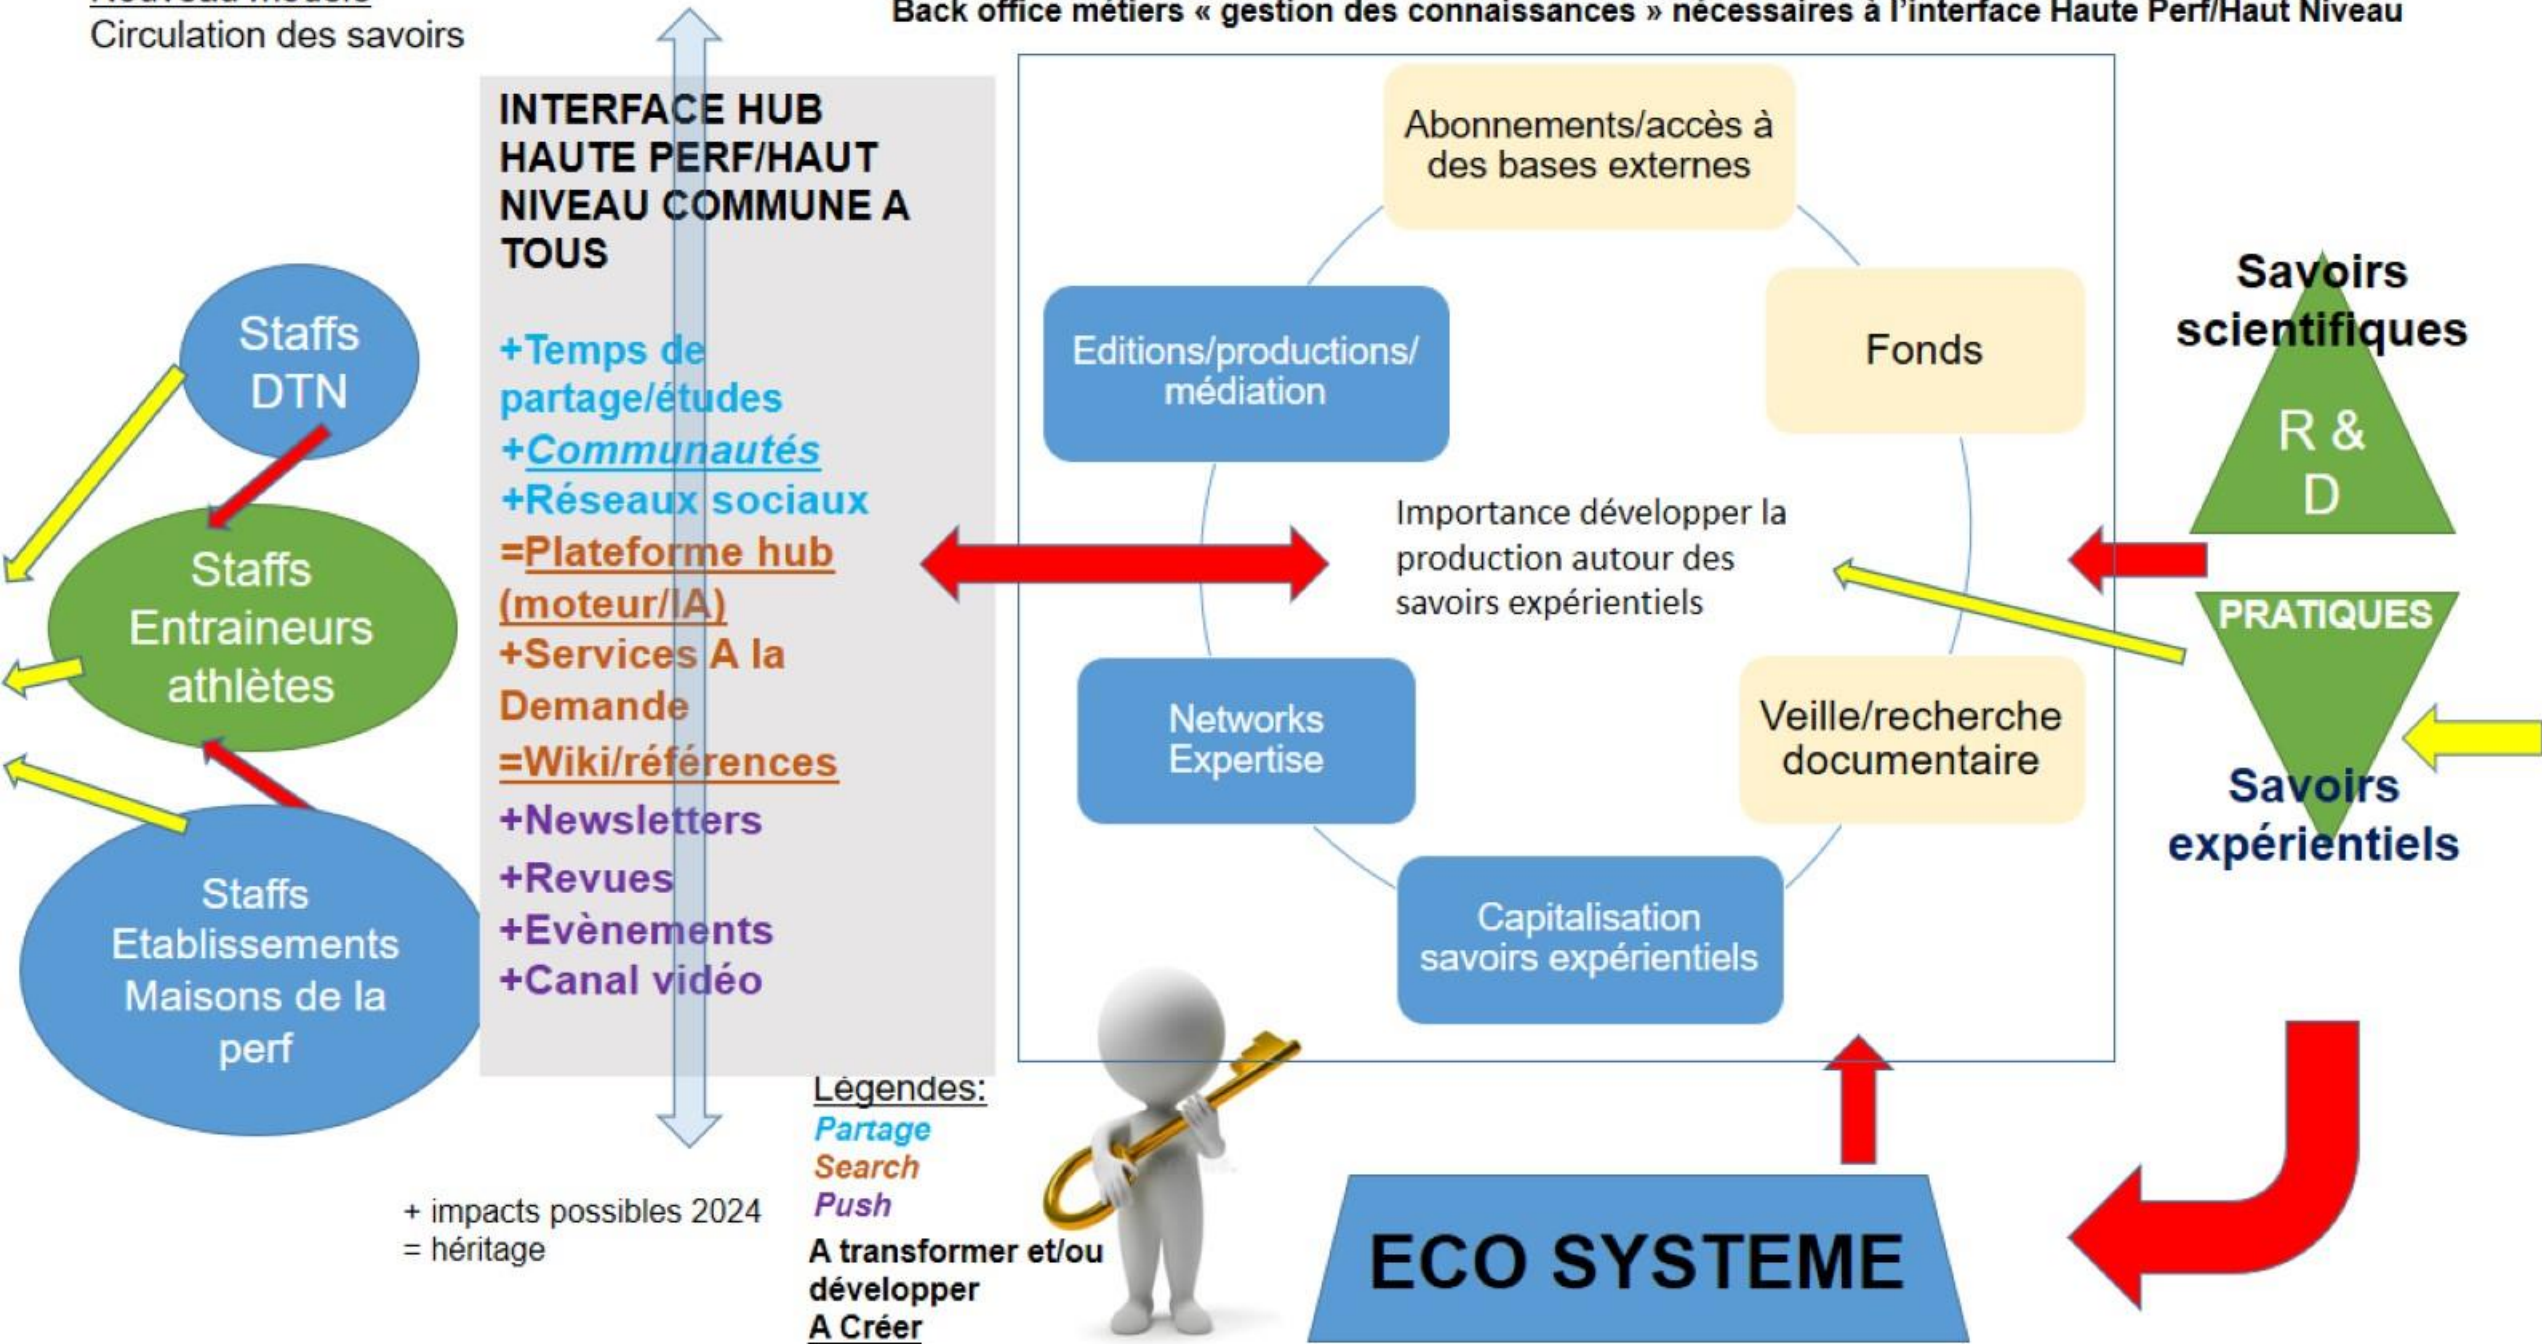 Nouveau modèle
Circulation des savoirs
Back office métiers « gestion des connaissances » nécessaires à l’interface Haute Perf/Haut Niveau
Staffs
DTN
Staffs
Entraineurs
athlètes
Staffs
Etablissements
Maisons de la
perf
INTERFACE HUB
HAUTE PERF/HAUT
NIVEAU COMMUNE A
TOUS
+Temps de
partage/études
+Communautés
+Réseaux sociaux
=Plateforme hub
(moteur/IA)
+Services A la
Demande
=Wiki/références
+Newsletters
+Revues
+Evènements
+Canal vidéo
Abonnements/accès à
des bases externes
Editions/productions/
médiation
Fonds
Importance développer la
production autour des
savoirs expérientiels
Networks
Expertise
Veille/recherche
documentaire
Capitalisation
savoirs expérientiels
Savoirs
scientifiques
R &
D
PRATIQUES
Savoirs
expérientiels
+ impacts possibles 2024
= héritage
Légendes:
Partage
Search
Push
A transformer et/ou
développer
A Créer
ECO SYSTEME